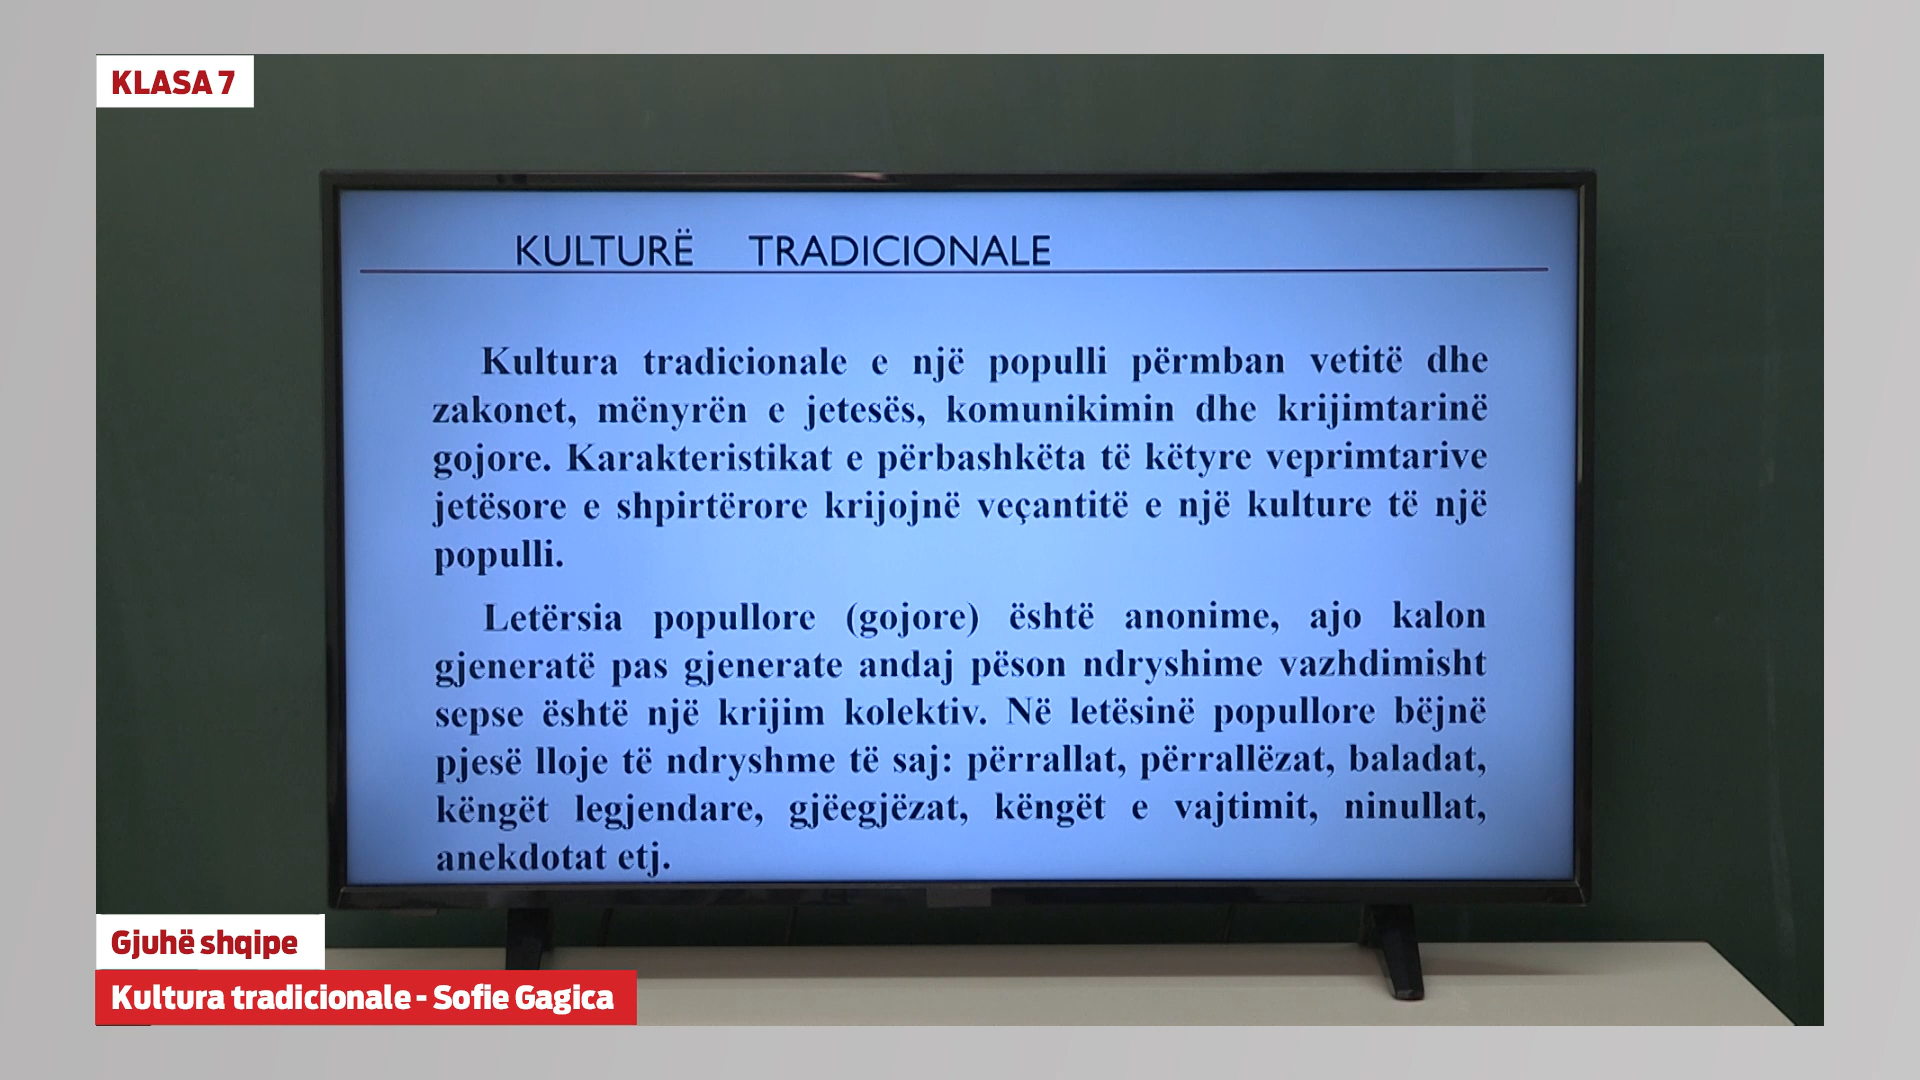 KLASA 7
KULTURË TRADICIONALE
Kultura tradicionale e një populli përmban vetitë dhe
zakonet, mënyrën e jetesës, komunikimin dhe krijimtarinë
gojore. Karakteristikat e përbashkëta të këtyre veprimtarive
jetësore e shpirtërore krijojnë veçantitë e një kulture të një
populli.
Letërsia popullore (gojore) është anonime, ajo kalon
gjeneratë pas gjenerate andaj pëson ndryshime vazhdimisht
sepse është një krijim kolektiv. Në letësinë popullore bëjnë
pjesë lloje të ndryshme të saj: përrallat, përrallëzat, baladat,
këngët legjendare, gjëegjëzat, këngët e vajtimit, ninullat,
anekdotat etj.
Gjuhë shqipe
Kultura tradicionale - Sofie Gagica